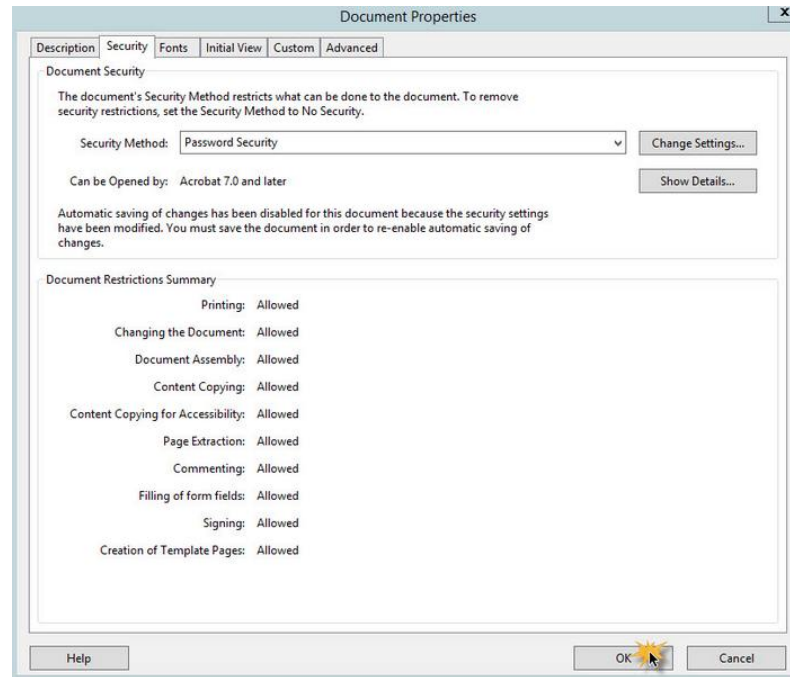 Document Properties
x
Description Security Fonts Initial View Custom Advanced
Document Security
The document's Security Method restricts what can be done to the document. To remove
security restrictions, set the Security Method to No Security.
Security Method: Password Security Change Settings...
Can be Opened by: Acrobat 7.0 and later Show Details...
Automatic saving of changes has been disabled for this document because the security settings
have been modified. You must save the document in order to re-enable automatic saving of
changes.
Document Restrictions Summary
Printing: Allowed
Changing the Document: Allowed
Document Assembly: Allowed
Content Copying: Allowed
Content Copying for Accessibility: Allowed
Page Extraction: Allowed
Commenting: Allowed
Filling of form fields: Allowed
Signing: Allowed
Creation of Template Pages: Allowed
Help OK Cancel